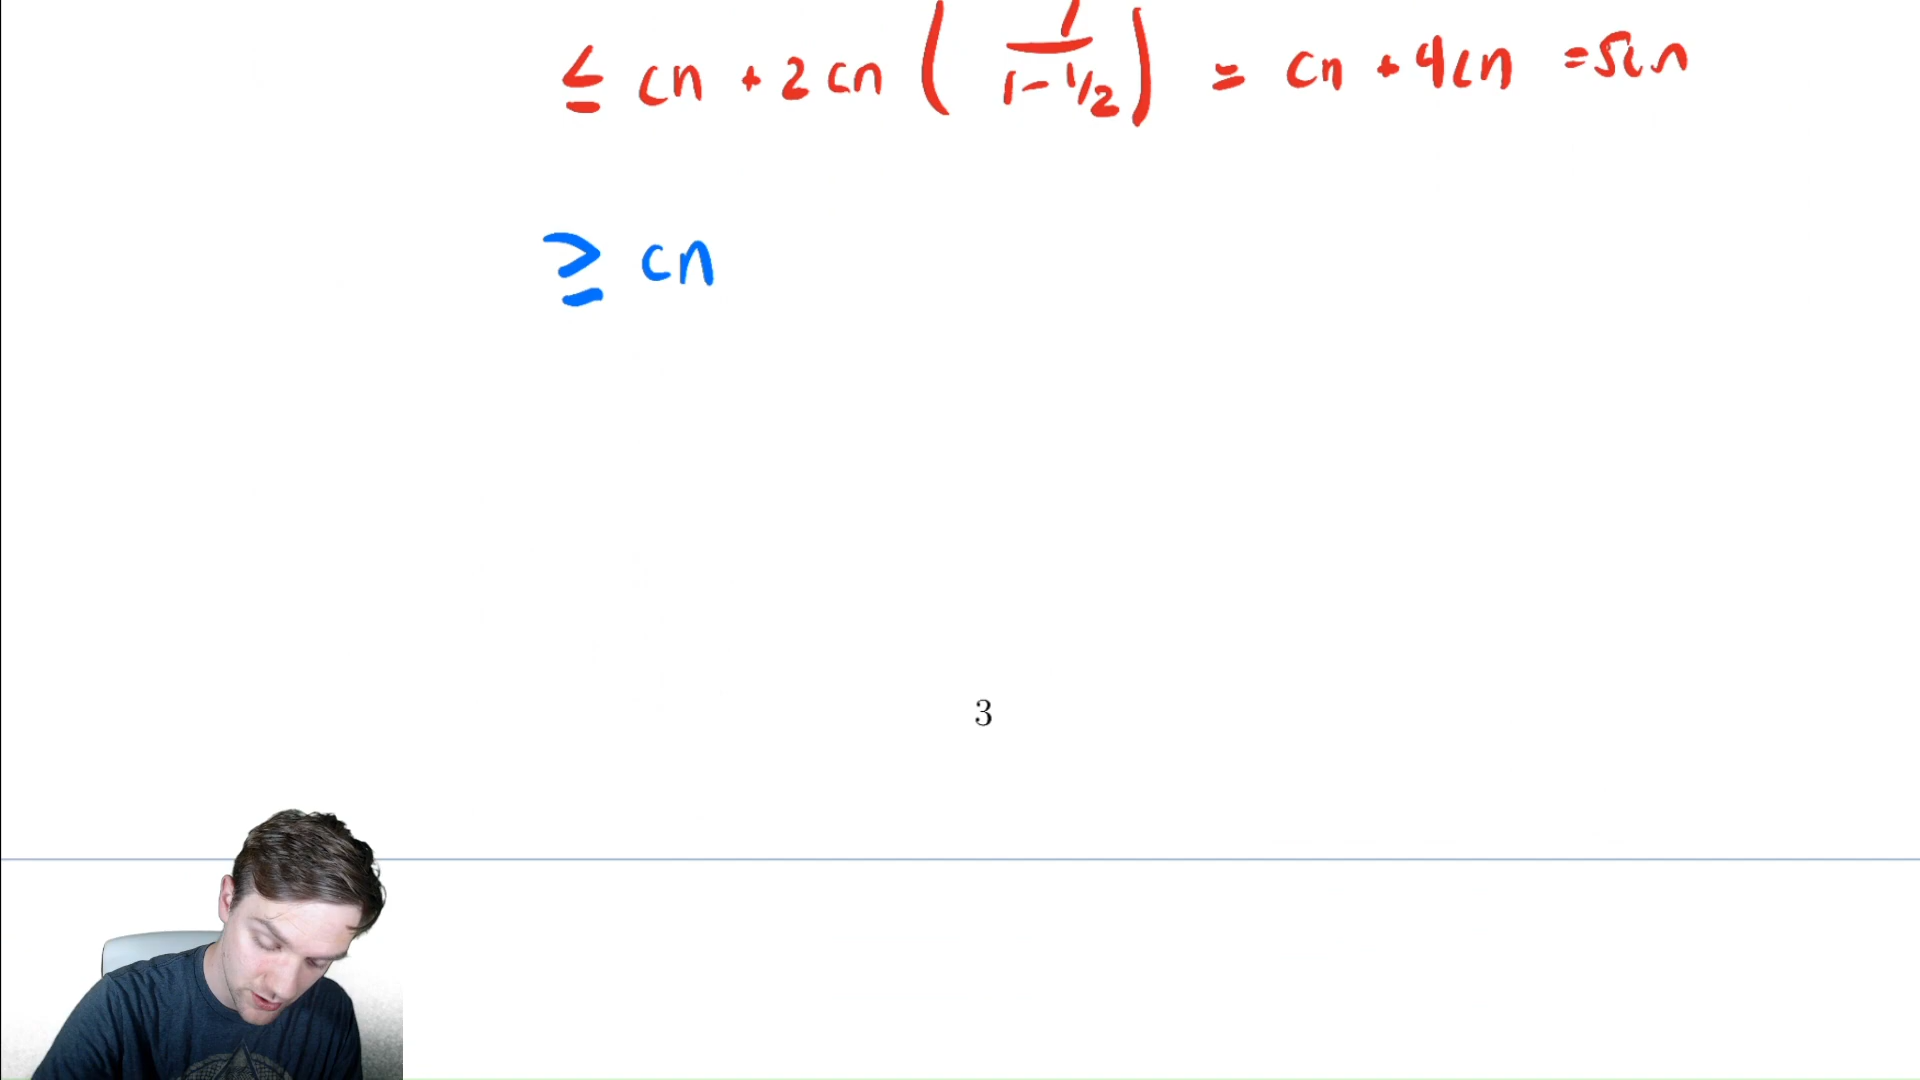 ≤ cn + 2cn ( 1/(1 - 1/2) ) = cn + 4cn = 5cn
≥ cn
3